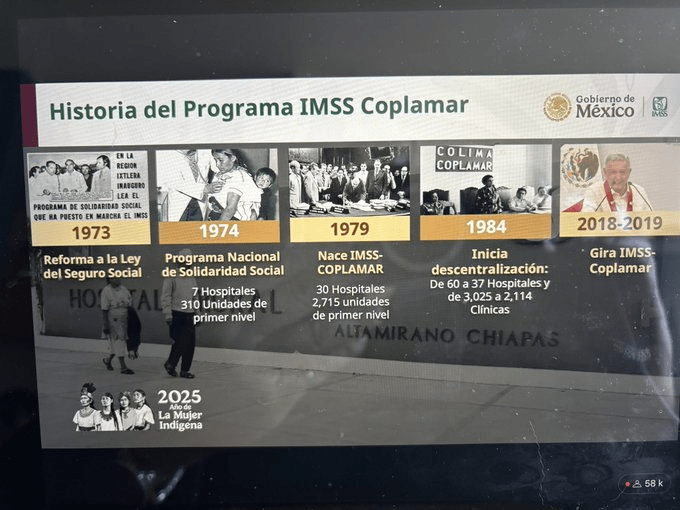 Historia del Programa IMSS Coplamar
Gobierno de
México
IMSS
EN LA
REGION
IXTLERA
INAUGURO
LEA EL
PROGRAMA DE SOLIDARIDAD SOCIAL
QUE HA PUESTO EN MARCHA EL IMSS
1973
Reforma a la Ley
del Seguro Social
1974
Programa Nacional
de Solidaridad Social
7 Hospitales
310 Unidades de
primer nivel
1979
Nace IMSS-
COPLAMAR
30 Hospitales
2,715 unidades
de primer nivel
COLIMA
COPLAMAR
1984
Inicia
descentralización:
De 60 a 37 Hospitales y
de 3,025 a 2,114
Clínicas
2018-2019
Gira IMSS-
Coplamar
ALTAMIRANO CHIAPAS
2025
Año de
La Mujer
Indígena
58 k